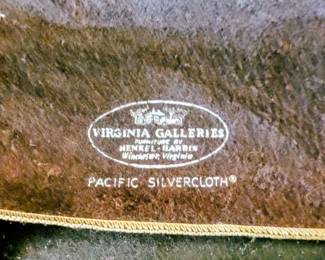 VIRGINIA GALLERIES
FURNITURE BY
HENKEL-HARRIS
Winchester, Virginia
PACIFIC SILVERCLOTH®